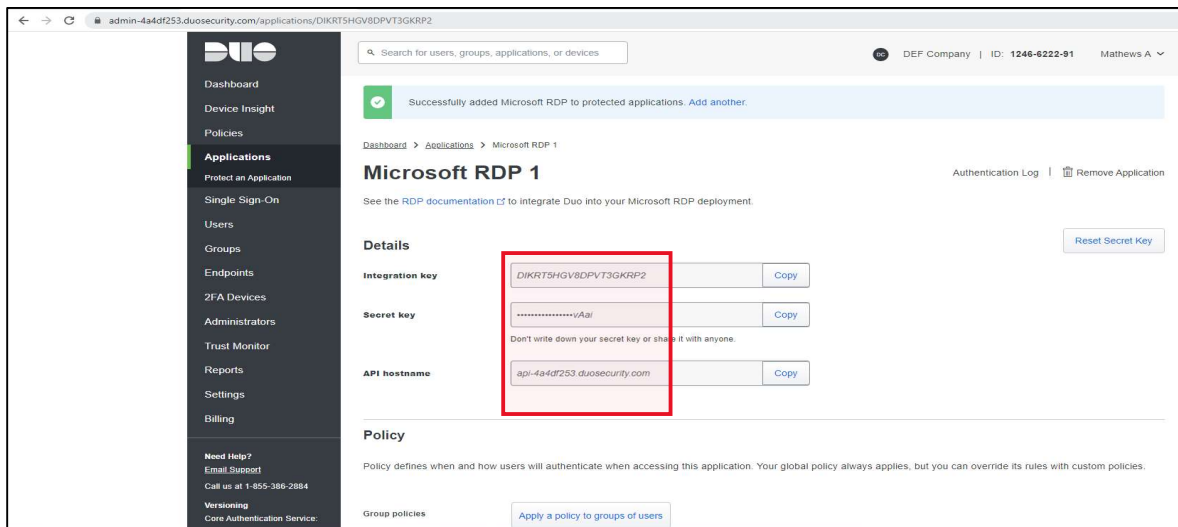 admin-4a4df253.duosecurity.com/applications/DIKRT5HGV8DPVT3GKRP2
DUO
Search for users, groups, applications, or devices
DC DEF Company | ID: 1246-6222-91 Mathews A
Dashboard
Device Insight
Policies
Applications
Protect an Application
Single Sign-On
Users
Groups
Endpoints
2FA Devices
Administrators
Trust Monitor
Reports
Settings
Billing
Need Help?
Email Support
Call us at 1-855-386-2884
Versioning
Core Authentication Service:
Successfully added Microsoft RDP to protected applications. Add another.
Dashboard > Applications > Microsoft RDP 1
Microsoft RDP 1
Authentication Log | Remove Application
See the RDP documentation to integrate Duo into your Microsoft RDP deployment.
Details
Reset Secret Key
Integration key DIKRT5HGV8DPVT3GKRP2 Copy
Secret key ••••••••••••••••vAai Copy
Don't write down your secret key or share it with anyone.
API hostname api-4a4df253.duosecurity.com Copy
Policy
Policy defines when and how users will authenticate when accessing this application. Your global policy always applies, but you can override its rules with custom policies.
Group policies Apply a policy to groups of users